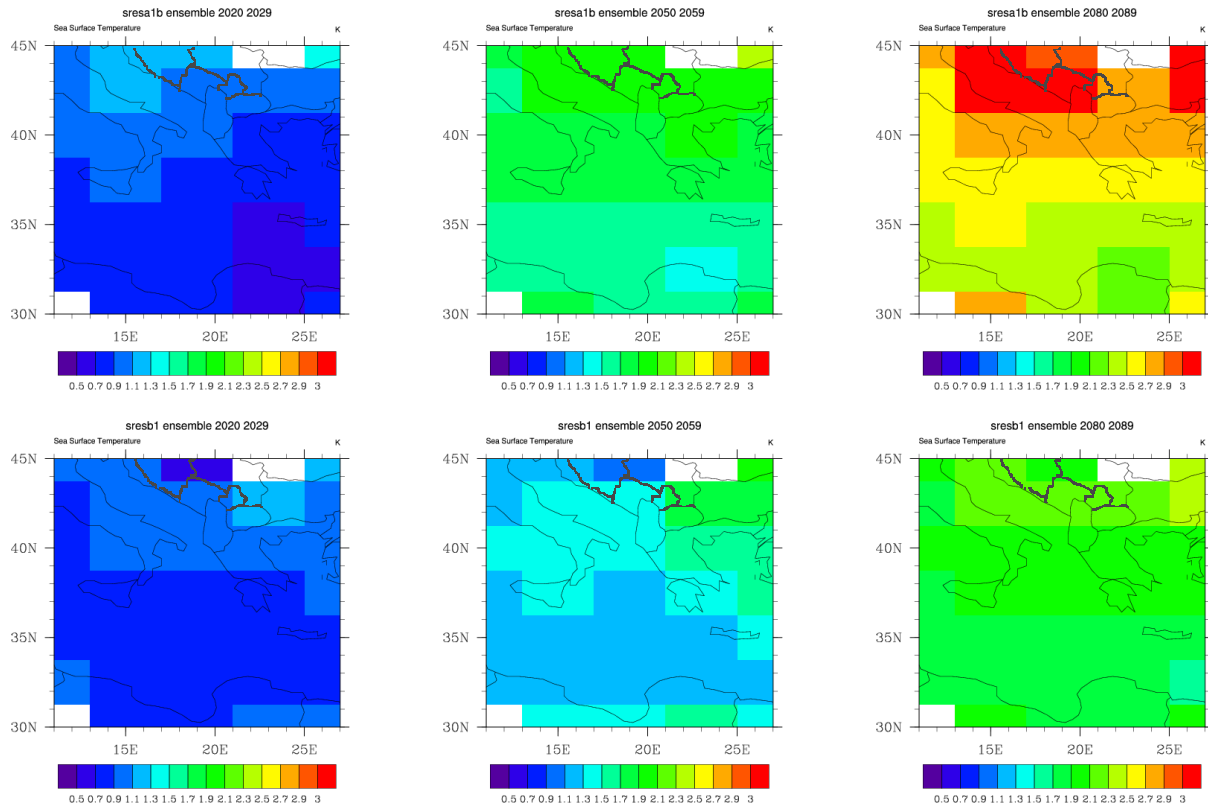 sresa1b ensemble 2020 2029
Sea Surface Temperature K
45N
40N
35N
30N
15E 20E 25E
0.5 0.7 0.9 1.1 1.3 1.5 1.7 1.9 2.1 2.3 2.5 2.7 2.9 3
sresa1b ensemble 2050 2059
Sea Surface Temperature K
45N
40N
35N
30N
15E 20E 25E
0.5 0.7 0.9 1.1 1.3 1.5 1.7 1.9 2.1 2.3 2.5 2.7 2.9 3
sresa1b ensemble 2080 2089
Sea Surface Temperature K
45N
40N
35N
30N
15E 20E 25E
0.5 0.7 0.9 1.1 1.3 1.5 1.7 1.9 2.1 2.3 2.5 2.7 2.9 3
sresb1 ensemble 2020 2029
Sea Surface Temperature K
45N
40N
35N
30N
15E 20E 25E
0.5 0.7 0.9 1.1 1.3 1.5 1.7 1.9 2.1 2.3 2.5 2.7 2.9 3
sresb1 ensemble 2050 2059
Sea Surface Temperature K
45N
40N
35N
30N
15E 20E 25E
0.5 0.7 0.9 1.1 1.3 1.5 1.7 1.9 2.1 2.3 2.5 2.7 2.9 3
sresb1 ensemble 2080 2089
Sea Surface Temperature K
45N
40N
35N
30N
15E 20E 25E
0.5 0.7 0.9 1.1 1.3 1.5 1.7 1.9 2.1 2.3 2.5 2.7 2.9 3